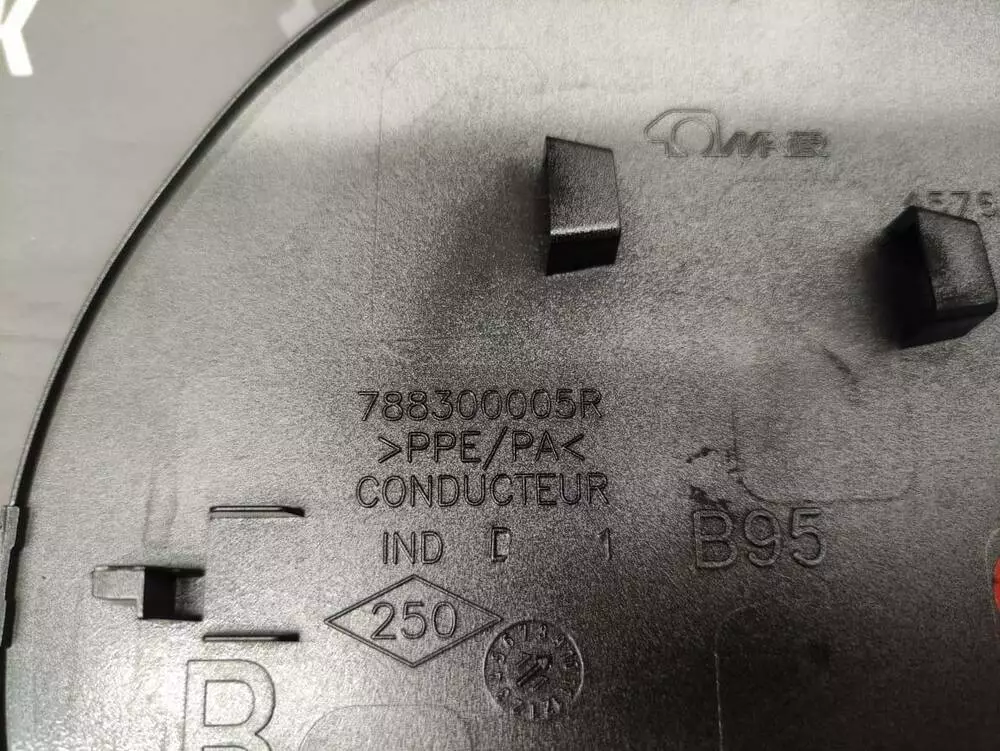 788300005R
>PPE/PA<
CONDUCTEUR
IND D 1
B95
250
R